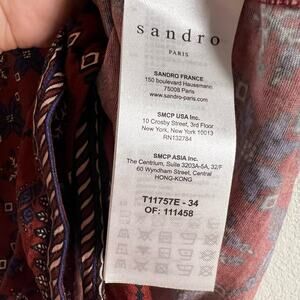 sandro
PARIS
SANDRO FRANCE
150 boulevard Haussmann
75008 Paris
www-sandro-paris.com
SMCP USA Inc.
10 Crosby Street, 3rd Floor
New York, New York 10013
RN132784
SMCP ASIA Inc.
The Centrium, Suite 3203A-5A, 32/F
60 Wyndham Street, Central
HONG-KONG
T11757E - 34
OF: 111458